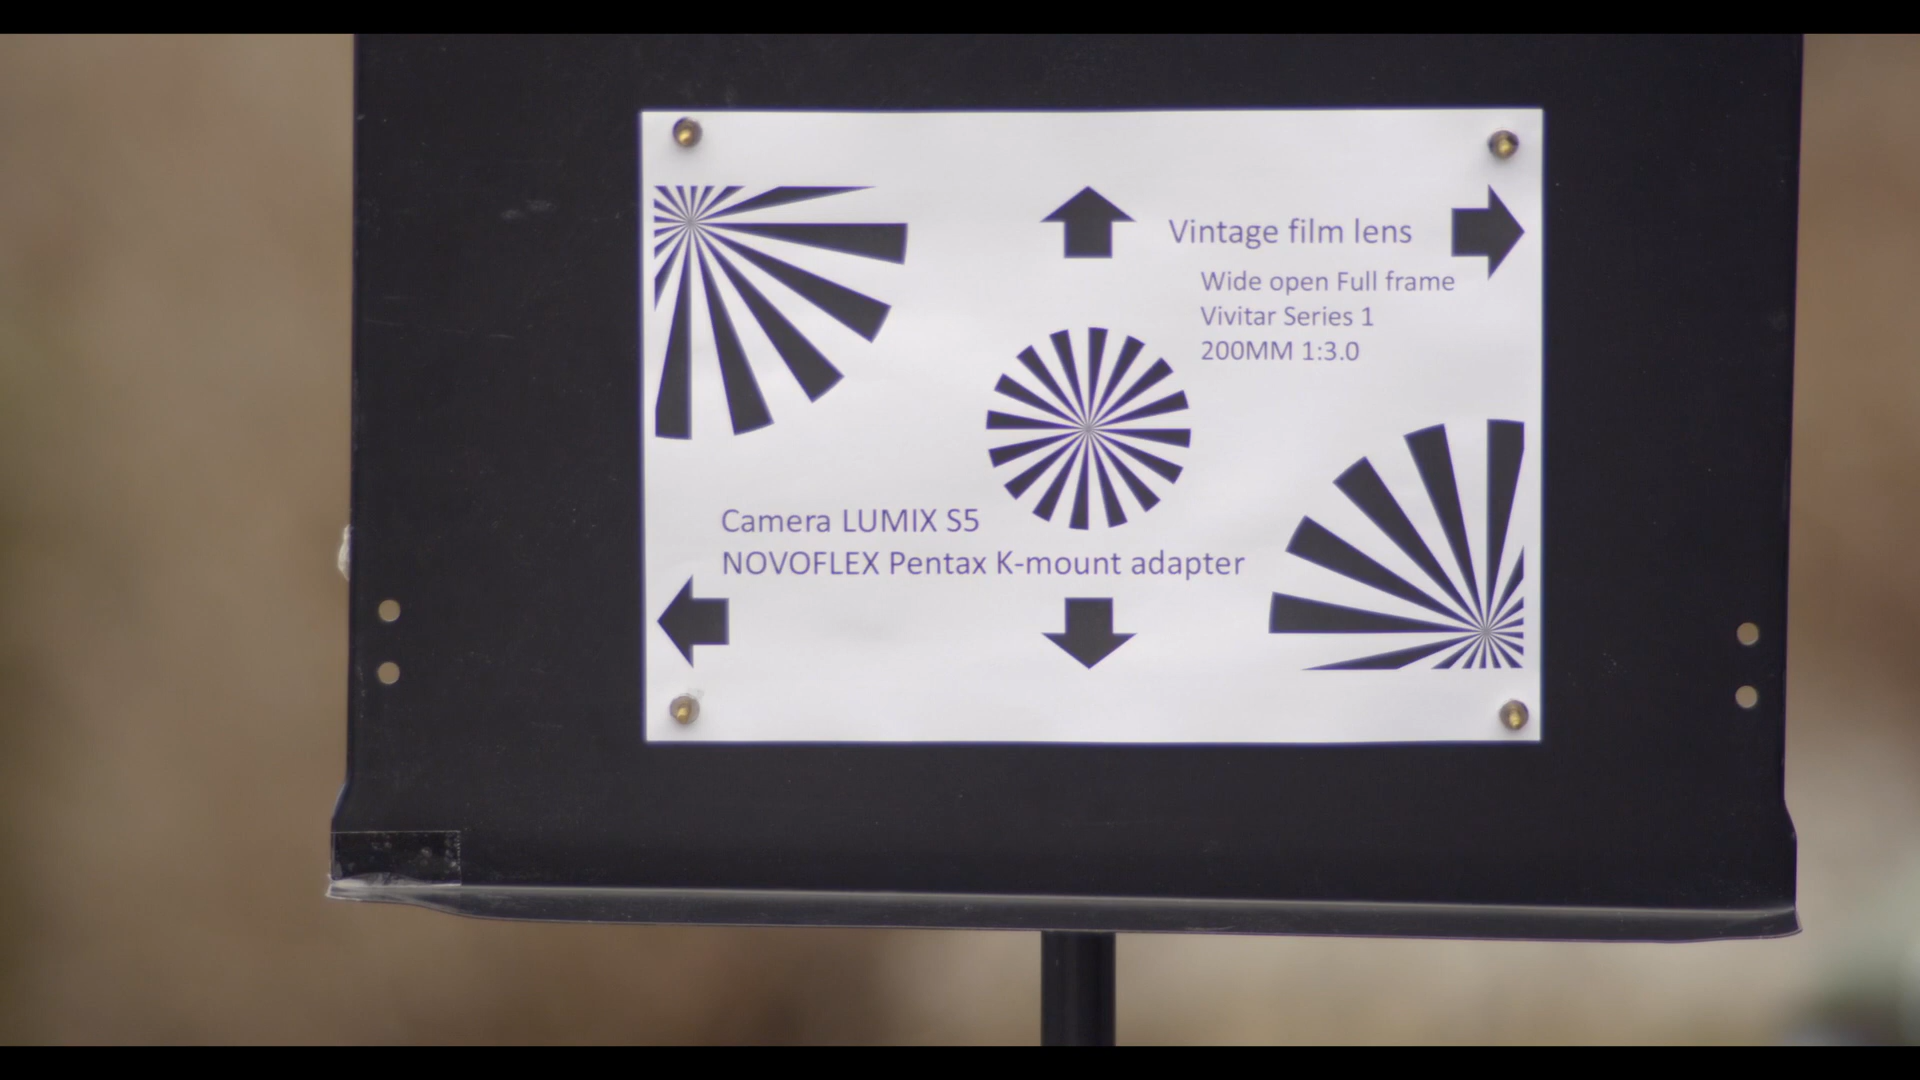 Vintage film lens
Wide open Full frame
Vivitar Series 1
200MM 1:3.0
Camera LUMIX S5
NOVOFLEX Pentax K-mount adapter